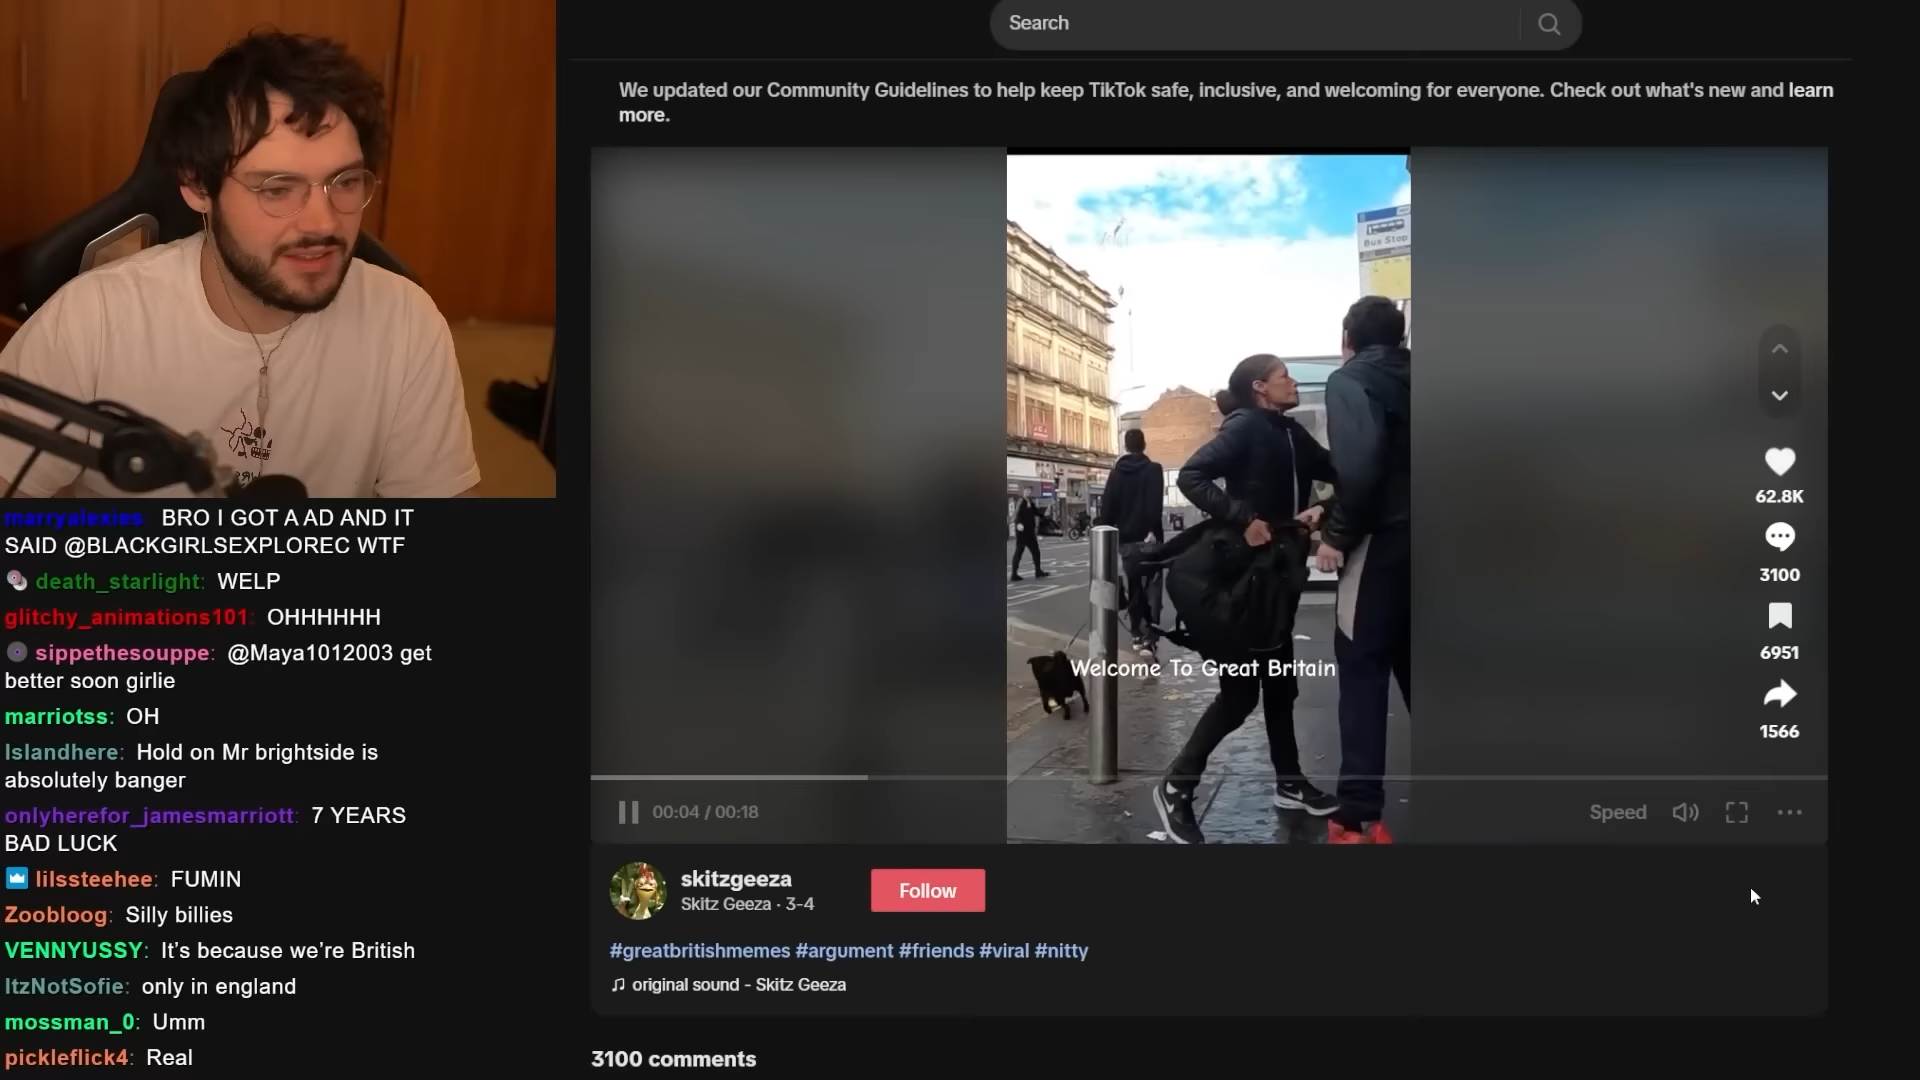 Search
We updated our Community Guidelines to help keep TikTok safe, inclusive, and welcoming for everyone. Check out what's new and learn
more.
Bus Stop
Welcome To Great Britain
62.8K
3100
6951
1566
00:04 / 00:18
Speed
skitzgeeza
Skitz Geeza · 3-4
Follow
#greatbritishmemes #argument #friends #viral #nitty
original sound - Skitz Geeza
3100 comments
marryalexies BRO I GOT A AD AND IT
SAID @BLACKGIRLSEXPLOREC WTF
death_starlight: WELP
glitchy_animations101: OHHHHHH
sippethesouppe: @Maya1012003 get
better soon girlie
marriotss: OH
Islandhere: Hold on Mr brightside is
absolutely banger
onlyherefor_jamesmarriott: 7 YEARS
BAD LUCK
lilssteehee: FUMIN
Zoobloog: Silly billies
VENNYUSSY: It's because we're British
ItzNotSofie: only in england
mossman_0: Umm
pickleflick4: Real